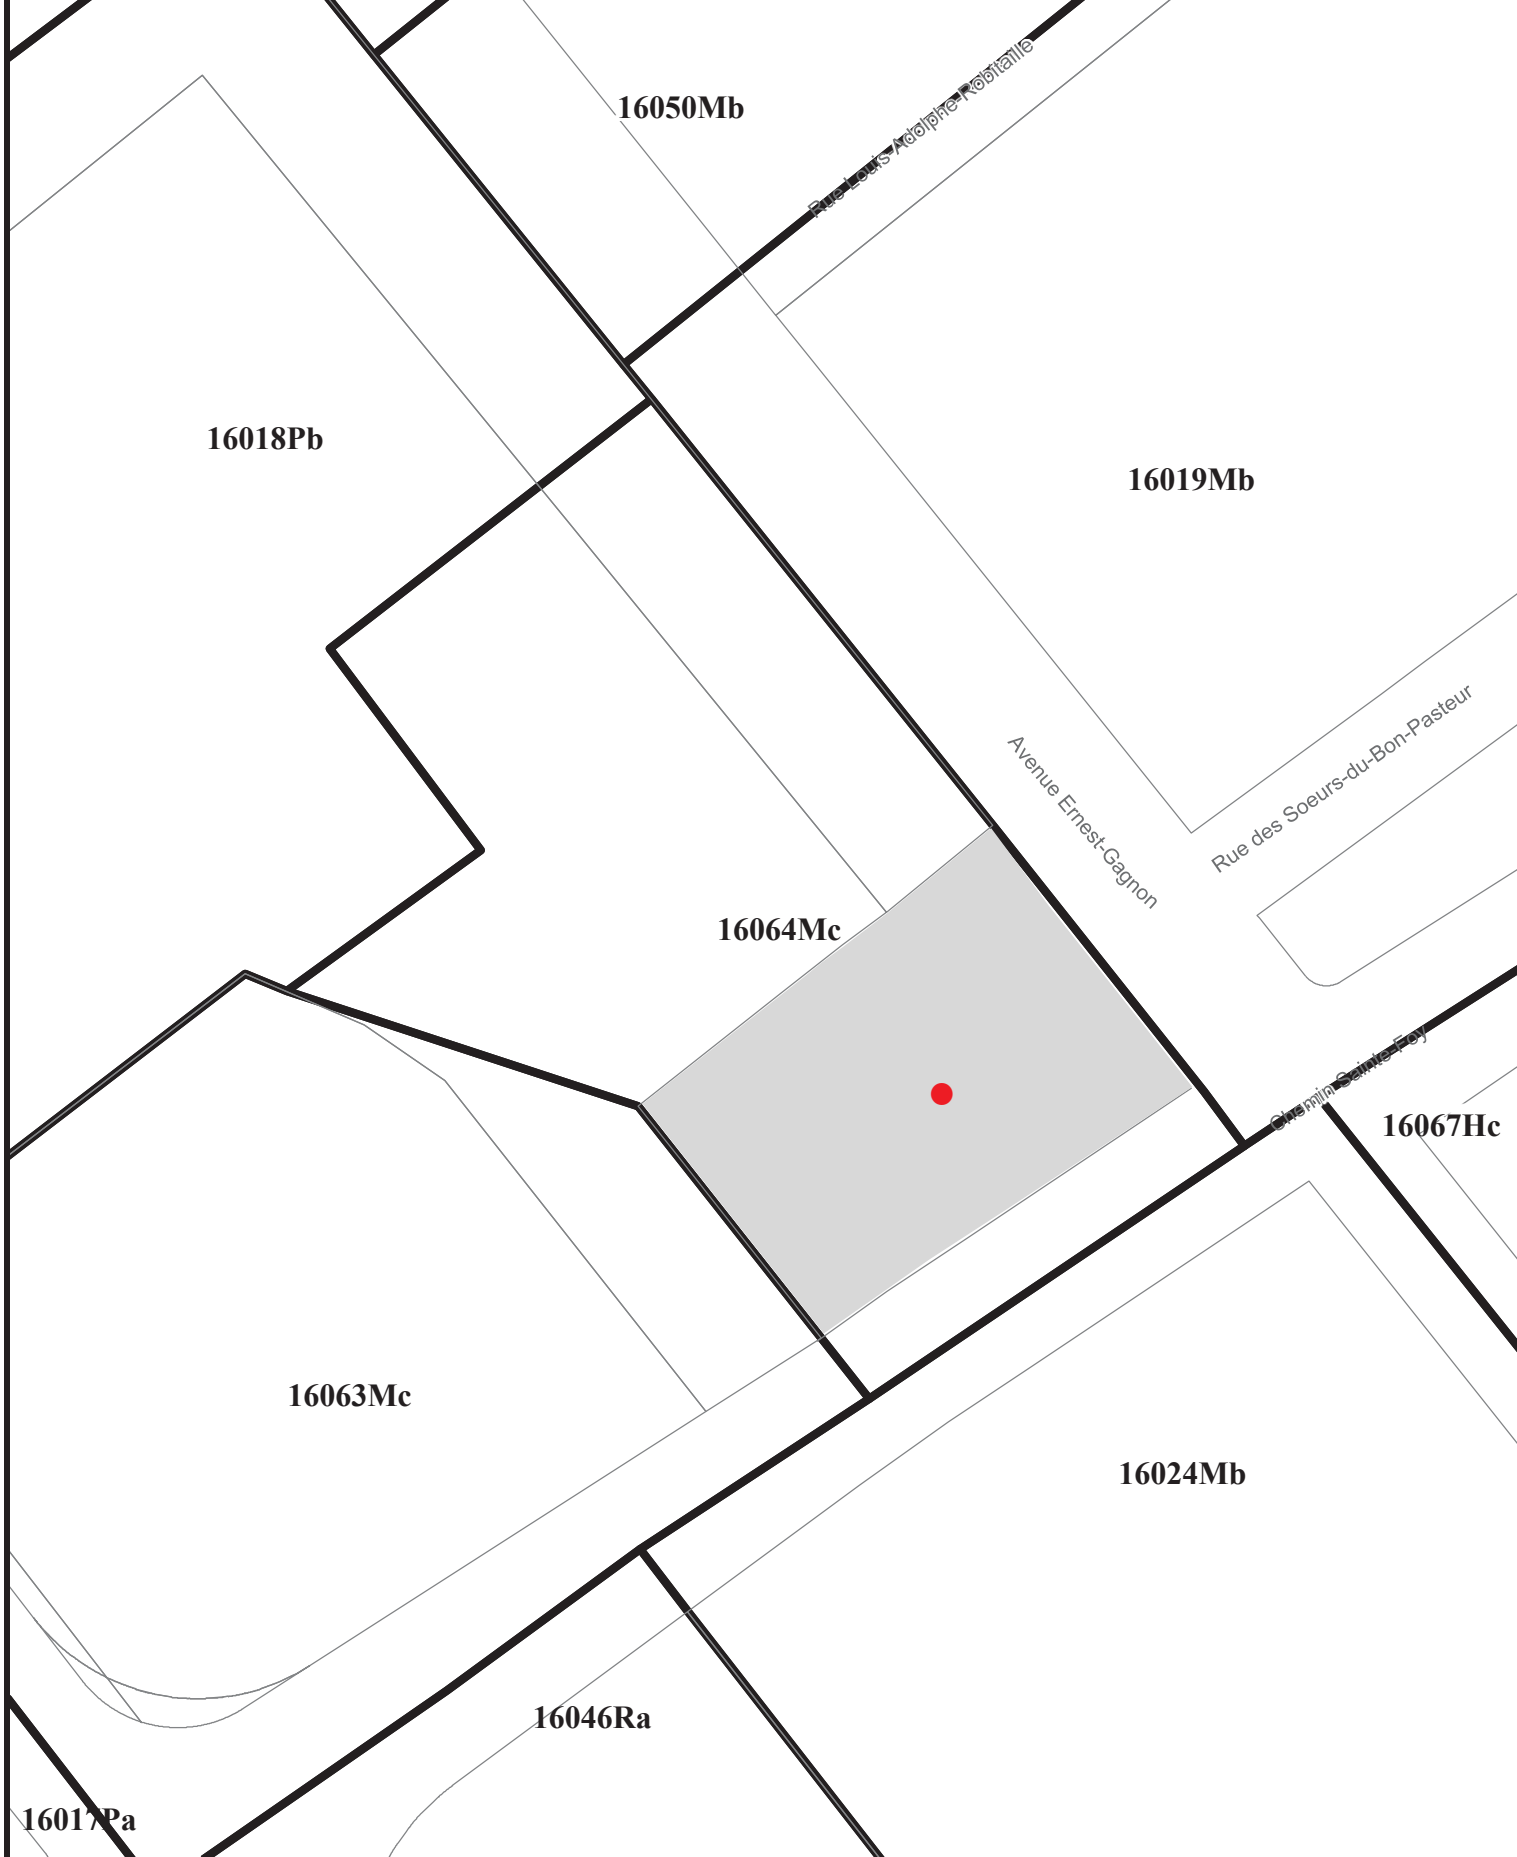 16050Mb
Rue Louis-Adolphe-Robitaille
16018Pb
16019Mb
Avenue Ernest-Gagnon
Rue des Soeurs-du-Bon-Pasteur
16064Mc
Chemin Sainte-Foy
16067Hc
16063Mc
16024Mb
16046Ra
16017Pa